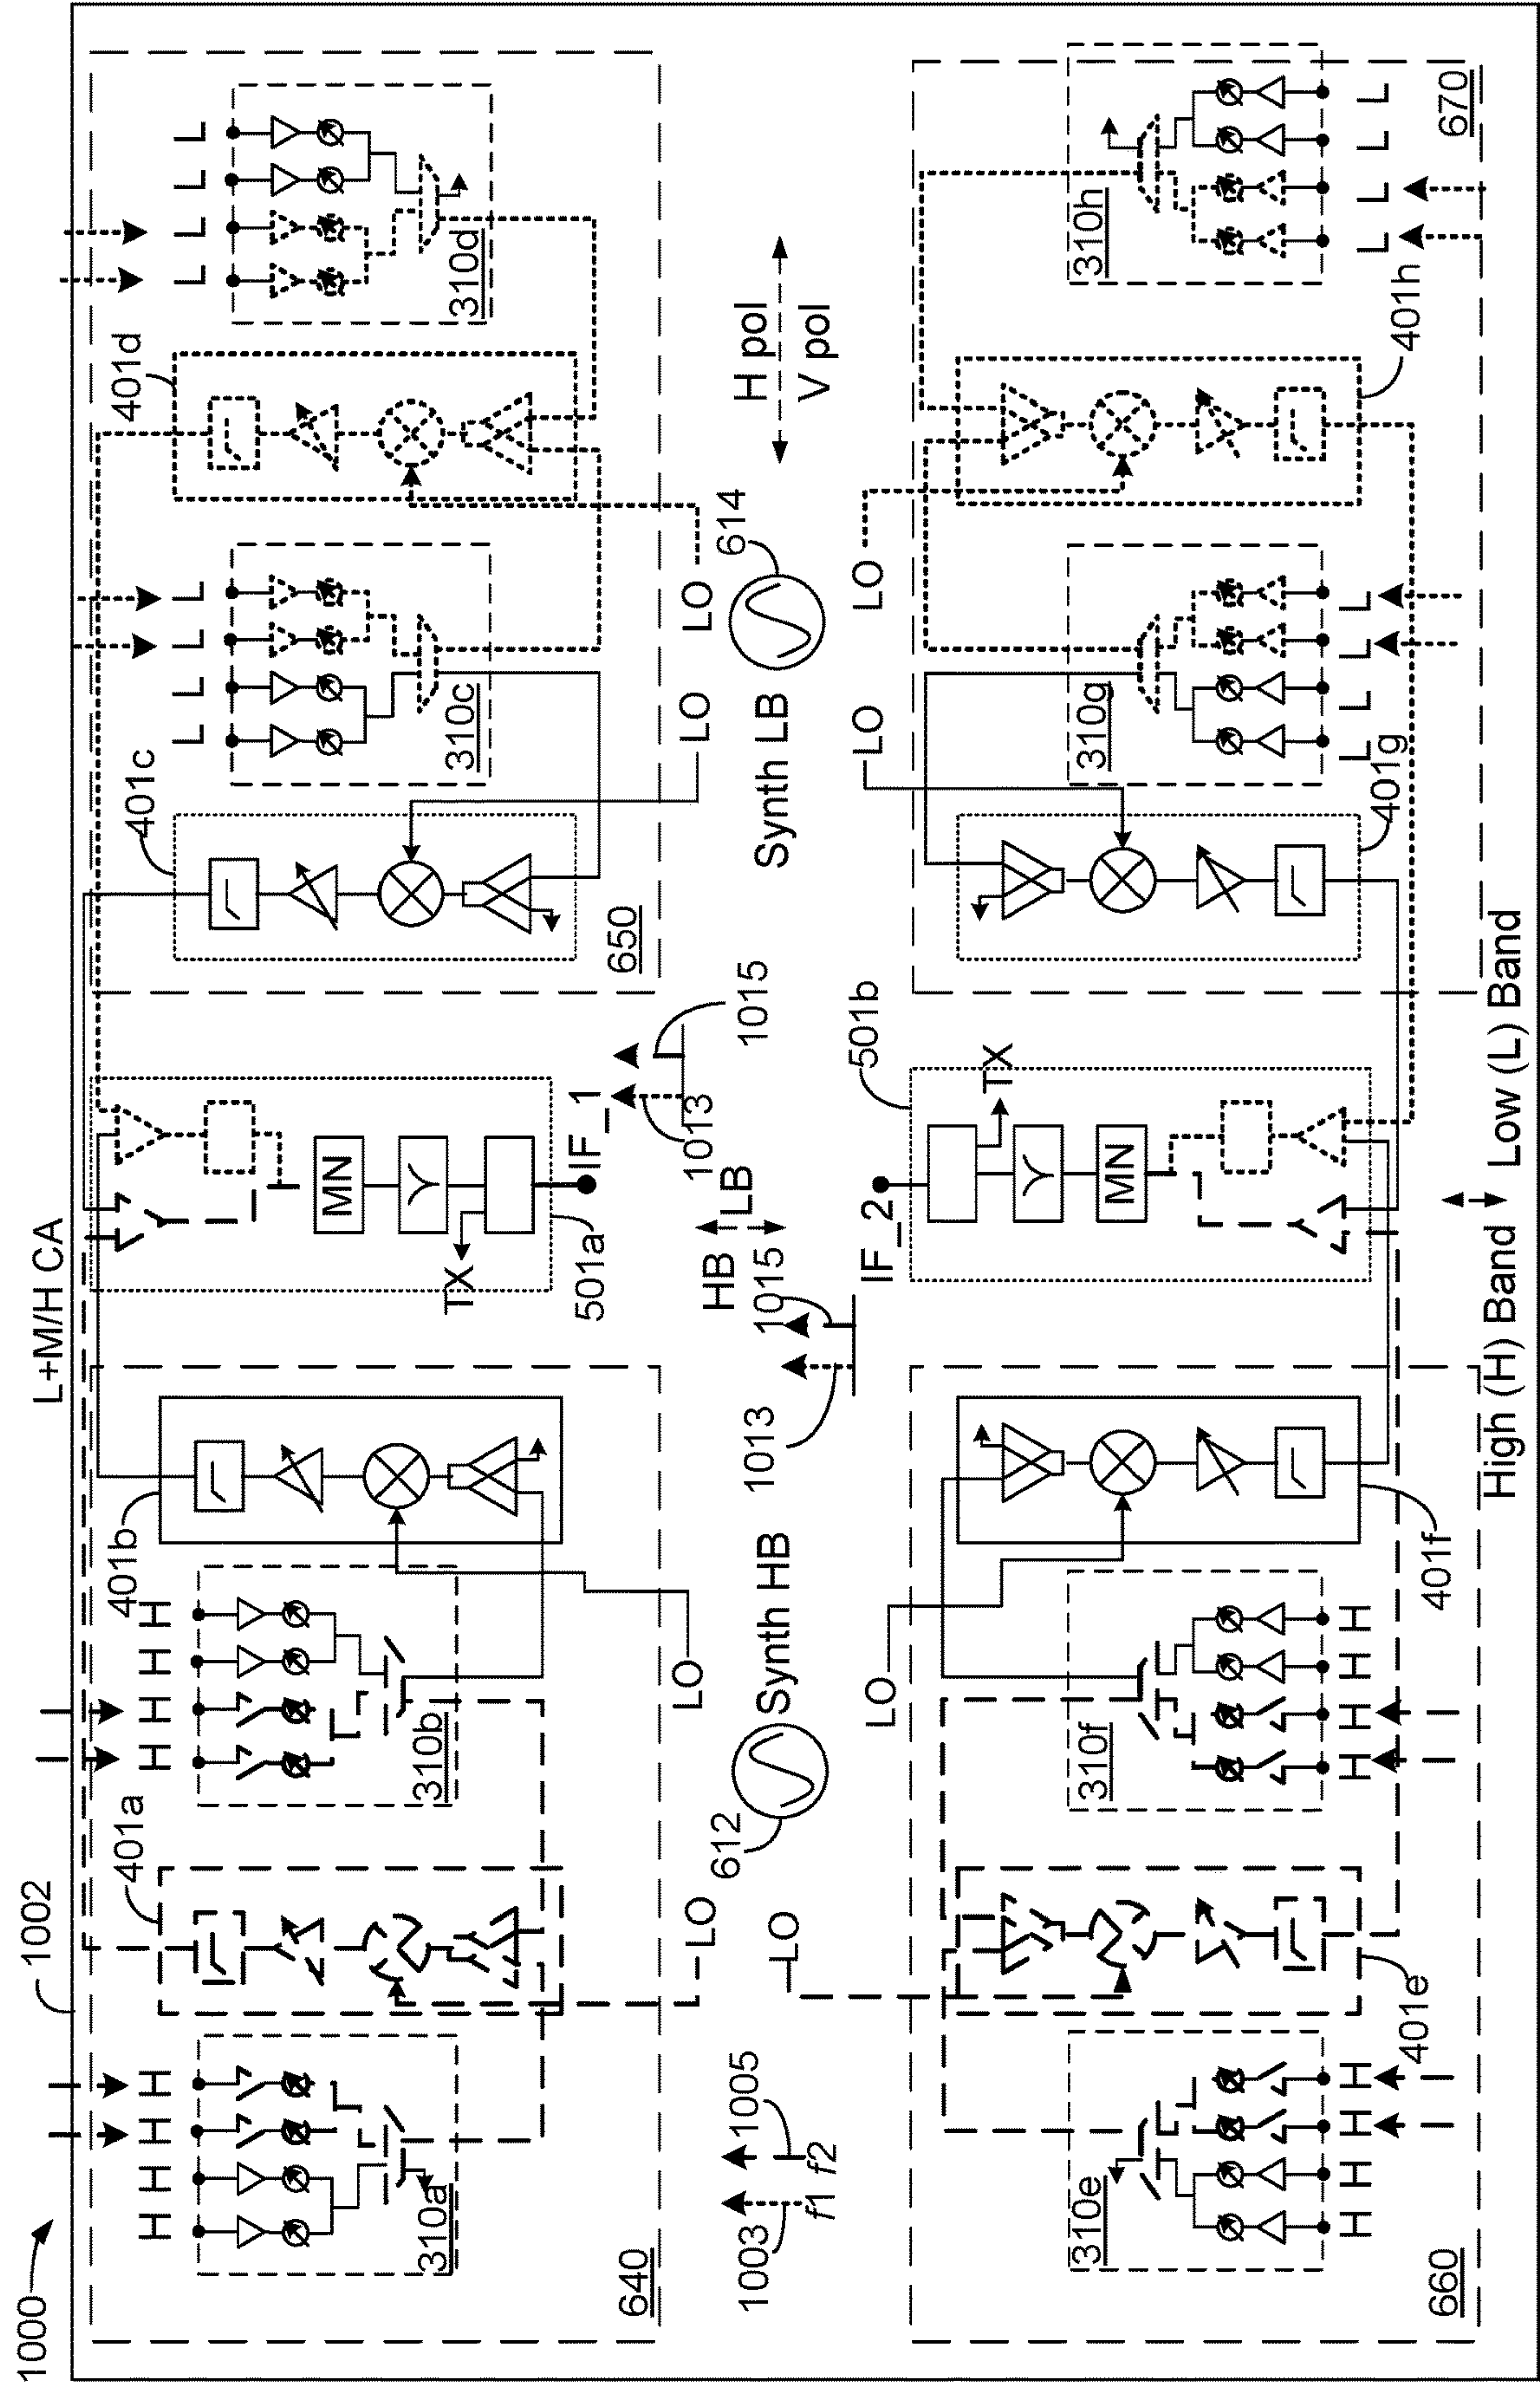 1000
1002
L+M/H CA
H H H H
310a
401a
H H H H
310b
401b
640
TX
MN
501a
IF_1
1013
1015
401c
650
L L L L
310c
401d
L L L L
310d
LO
LO
LO
LO
1003
f1
f2
1005
612
Synth HB
1013
1015
HB
LB
Synth LB
614
H pol
V pol
LO
LO
LO
LO
660
310e
H H H H
401e
310f
H H H H
401f
IF_2
TX
MN
501b
401g
310g
L L L L
401h
310h
L L L L
670
High (H) Band
Low (L) Band